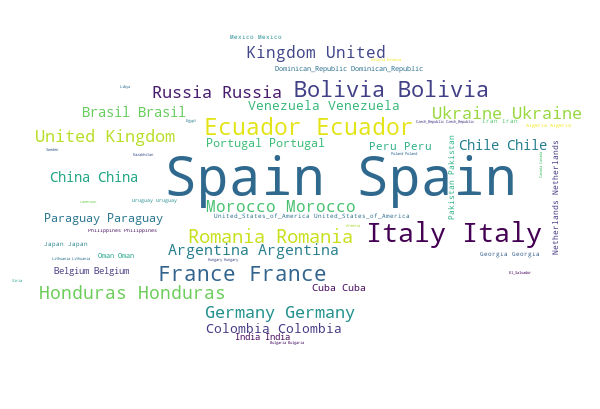 Mexico Mexico
Kingdom United
Dominican_Republic Dominican_Republic
Russia Russia
Bolivia Bolivia
Venezuela Venezuela
Brasil Brasil
Ukraine Ukraine
Ecuador Ecuador
Czech_Republic Czech_Republic
Iran Iran
United Kingdom
Portugal Portugal
Peru Peru
Chile Chile
Poland Poland
Pakistan Pakistan
Netherlands Netherlands
Spain Spain
China China
Kazakhstan
Sweden
Libya
Egypt
Uruguay Uruguay
Morocco Morocco
Paraguay Paraguay
United_States_of_America United_States_of_America
Philippines Philippines
Romania Romania
Italy Italy
Japan Japan
Argentina Argentina
Oman Oman
Lithuania Lithuania
Georgia Georgia
Hungary Hungary
Belgium Belgium
France France
El_Salvador
Syria
Cuba Cuba
Honduras Honduras
Germany Germany
Colombia Colombia
India India
Bulgaria Bulgaria